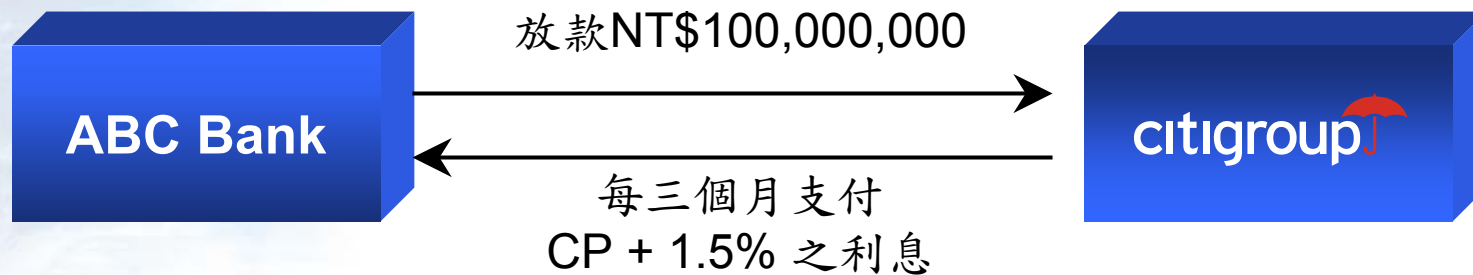 放款NT$100,000,000
ABC Bank
citigroup
每三個月支付
CP + 1.5% 之利息